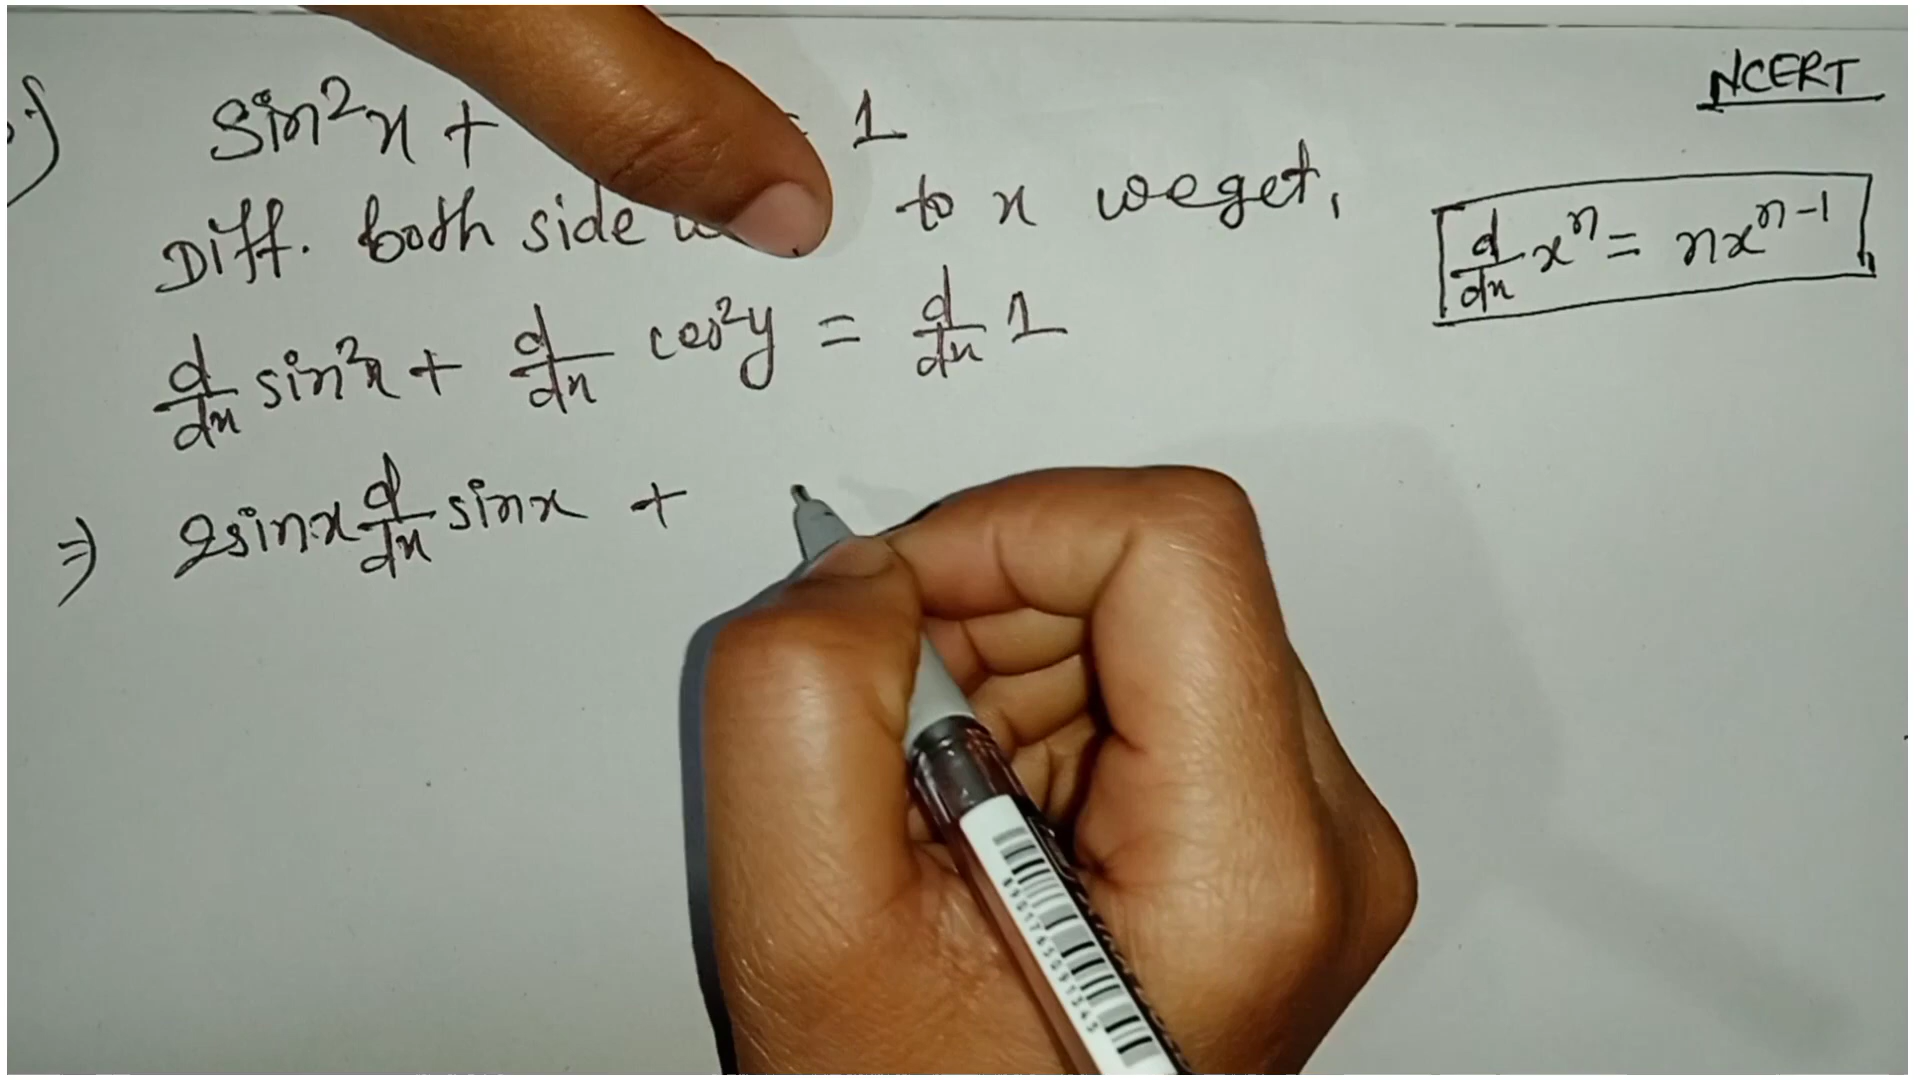 NCERT
sin²x + = 1
Diff. both side to x we get,
d/dx xⁿ = nxⁿ⁻¹
d/dx sin²x + d/dx cos²y = d/dx 1
⇒ 2sinx d/dx sinx +
8901765091345